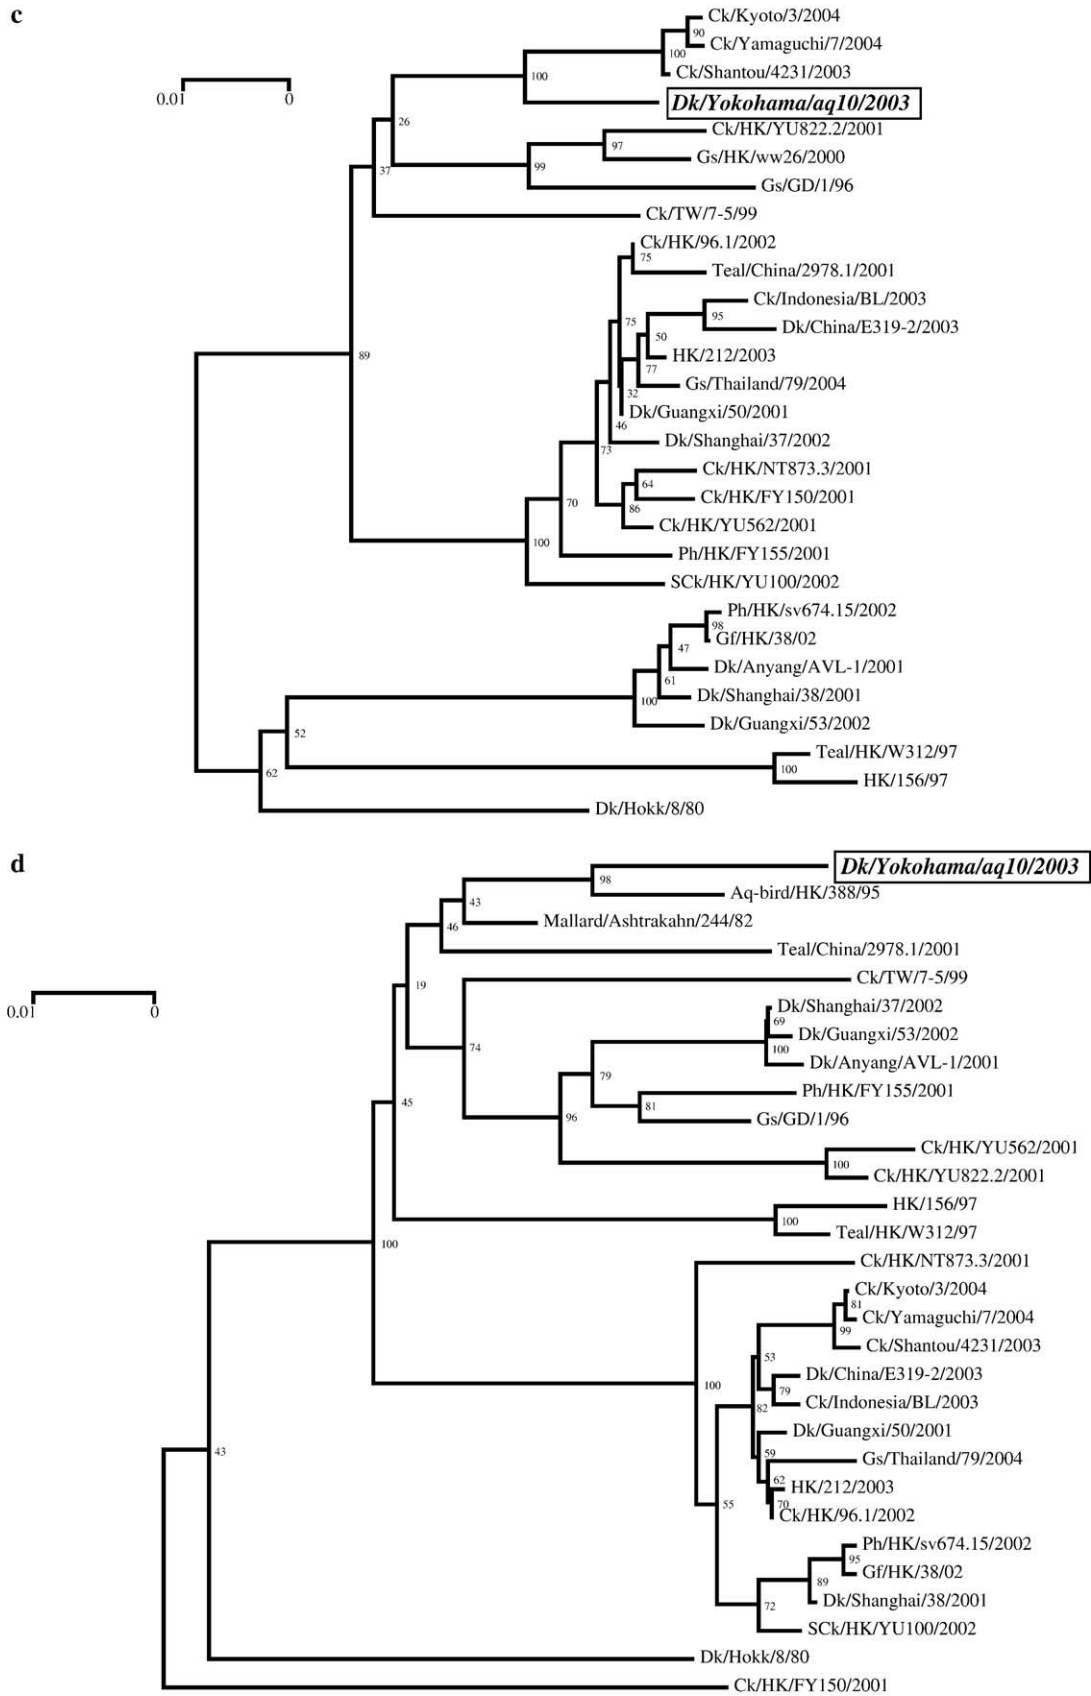 c
Ck/Kyoto/3/2004
90
Ck/Yamaguchi/7/2004
100
Ck/Shantou/4231/2003
0.01 0
100
Dk/Yokohama/aq10/2003
26
Ck/HK/YU822.2/2001
97
Gs/HK/ww26/2000
99
37
Gs/GD/1/96
Ck/TW/7-5/99
Ck/HK/96.1/2002
75
Teal/China/2978.1/2001
Ck/Indonesia/BL/2003
95
75
Dk/China/E319-2/2003
50
89
HK/212/2003
77
Gs/Thailand/79/2004
32
Dk/Guangxi/50/2001
46
Dk/Shanghai/37/2002
73
Ck/HK/NT873.3/2001
64
Ck/HK/FY150/2001
70
86
Ck/HK/YU562/2001
100
Ph/HK/FY155/2001
SCk/HK/YU100/2002
Ph/HK/sv674.15/2002
98
Gf/HK/38/02
47
Dk/Anyang/AVL-1/2001
61
Dk/Shanghai/38/2001
100
Dk/Guangxi/53/2002
52
Teal/HK/W312/97
100
62
HK/156/97
Dk/Hokk/8/80
d
Dk/Yokohama/aq10/2003
98
Aq-bird/HK/388/95
43
Mallard/Ashtrakahn/244/82
46
Teal/China/2978.1/2001
Ck/TW/7-5/99
19
0.01 0
Dk/Shanghai/37/2002
69
Dk/Guangxi/53/2002
100
74
Dk/Anyang/AVL-1/2001
79
Ph/HK/FY155/2001
45
81
96
Gs/GD/1/96
Ck/HK/YU562/2001
100
Ck/HK/YU822.2/2001
HK/156/97
100
Teal/HK/W312/97
100
Ck/HK/NT873.3/2001
Ck/Kyoto/3/2004
81
Ck/Yamaguchi/7/2004
99
Ck/Shantou/4231/2003
53
Dk/China/E319-2/2003
100
79
Ck/Indonesia/BL/2003
82
Dk/Guangxi/50/2001
43
59
Gs/Thailand/79/2004
62
HK/212/2003
70
55
Ck/HK/96.1/2002
Ph/HK/sv674.15/2002
95
Gf/HK/38/02
89
Dk/Shanghai/38/2001
72
SCk/HK/YU100/2002
Dk/Hokk/8/80
Ck/HK/FY150/2001